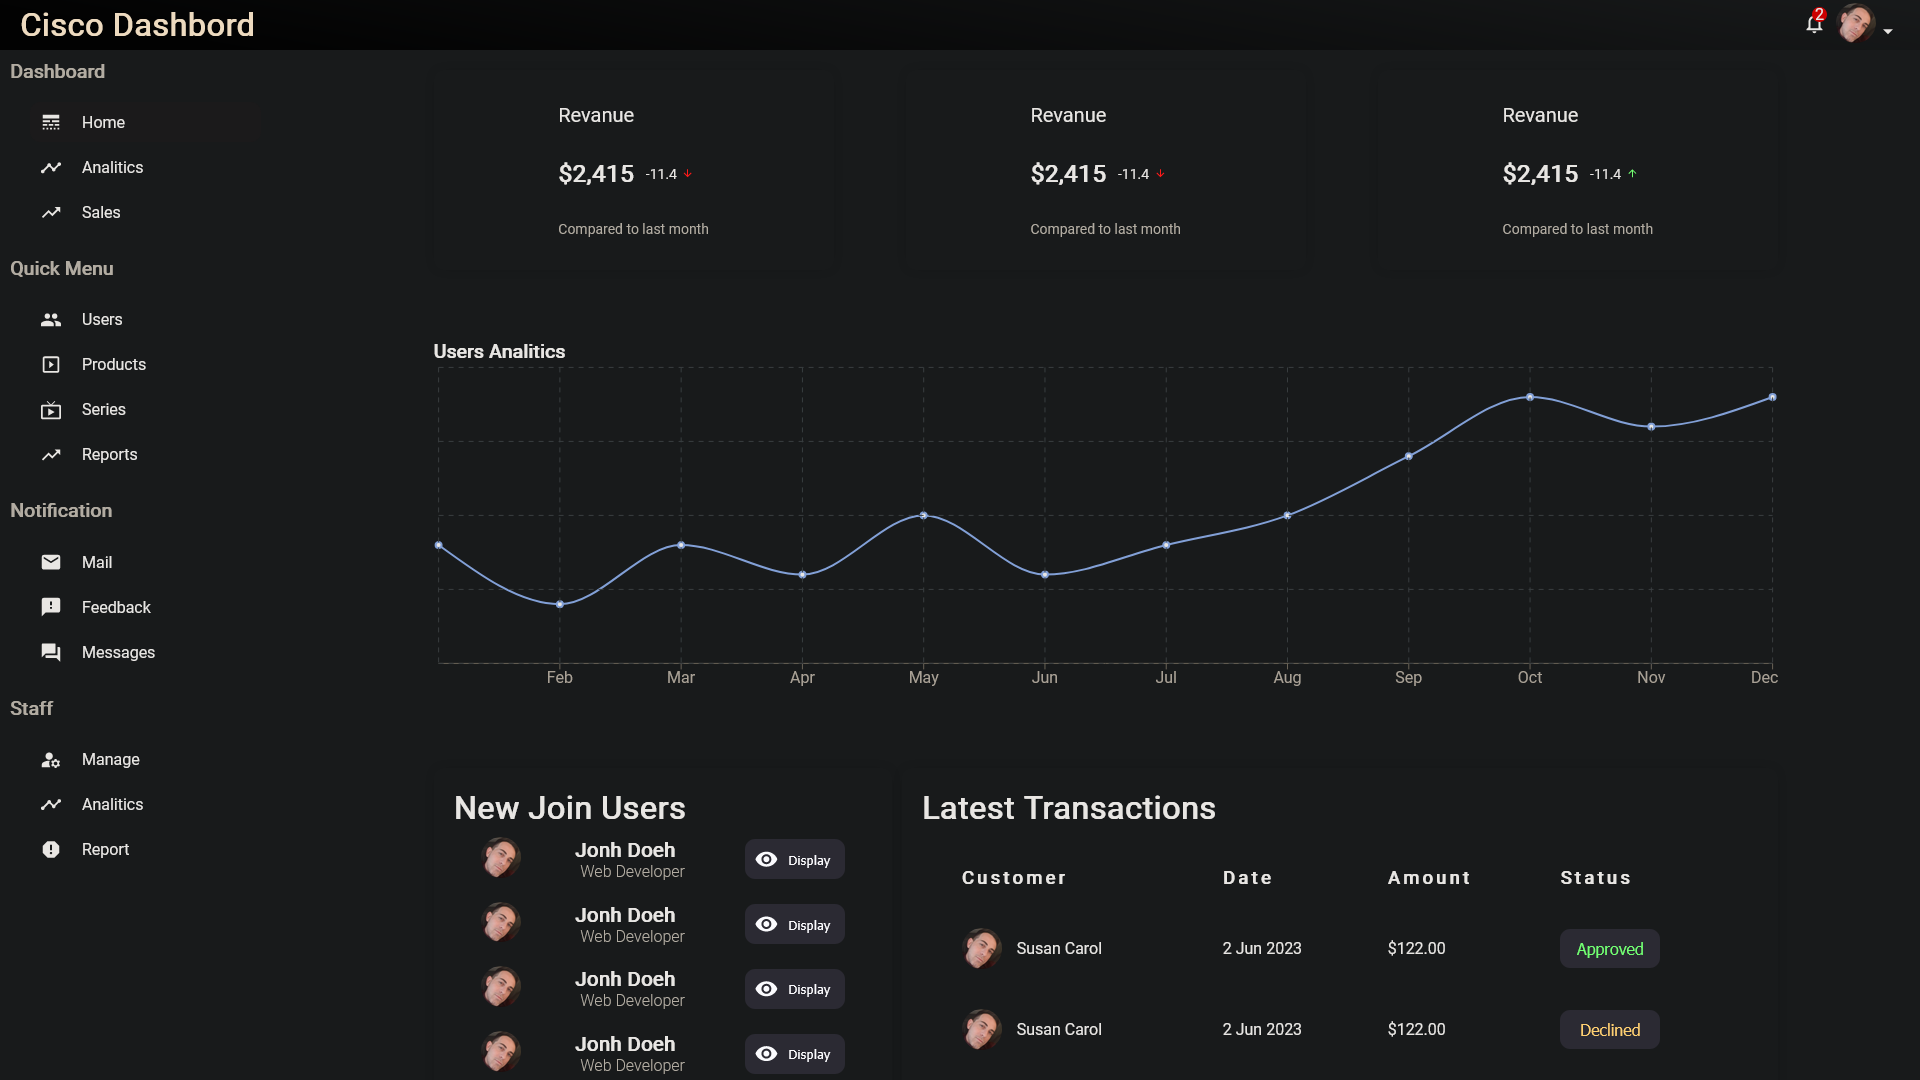 Cisco Dashbord
2
Dashboard
Home
Analitics
Sales
Quick Menu
Users
Products
Series
Reports
Notification
Mail
Feedback
Messages
Staff
Manage
Analitics
Report
Revanue
$2,415 -11.4
Compared to last month
Revanue
$2,415 -11.4
Compared to last month
Revanue
$2,415 -11.4
Compared to last month
Users Analitics
Feb Mar Apr May Jun Jul Aug Sep Oct Nov Dec
New Join Users
Jonh Doeh
Web Developer
Display
Jonh Doeh
Web Developer
Display
Jonh Doeh
Web Developer
Display
Jonh Doeh
Web Developer
Display
Latest Transactions
Customer Date Amount Status
Susan Carol 2 Jun 2023 $122.00 Approved
Susan Carol 2 Jun 2023 $122.00 Declined